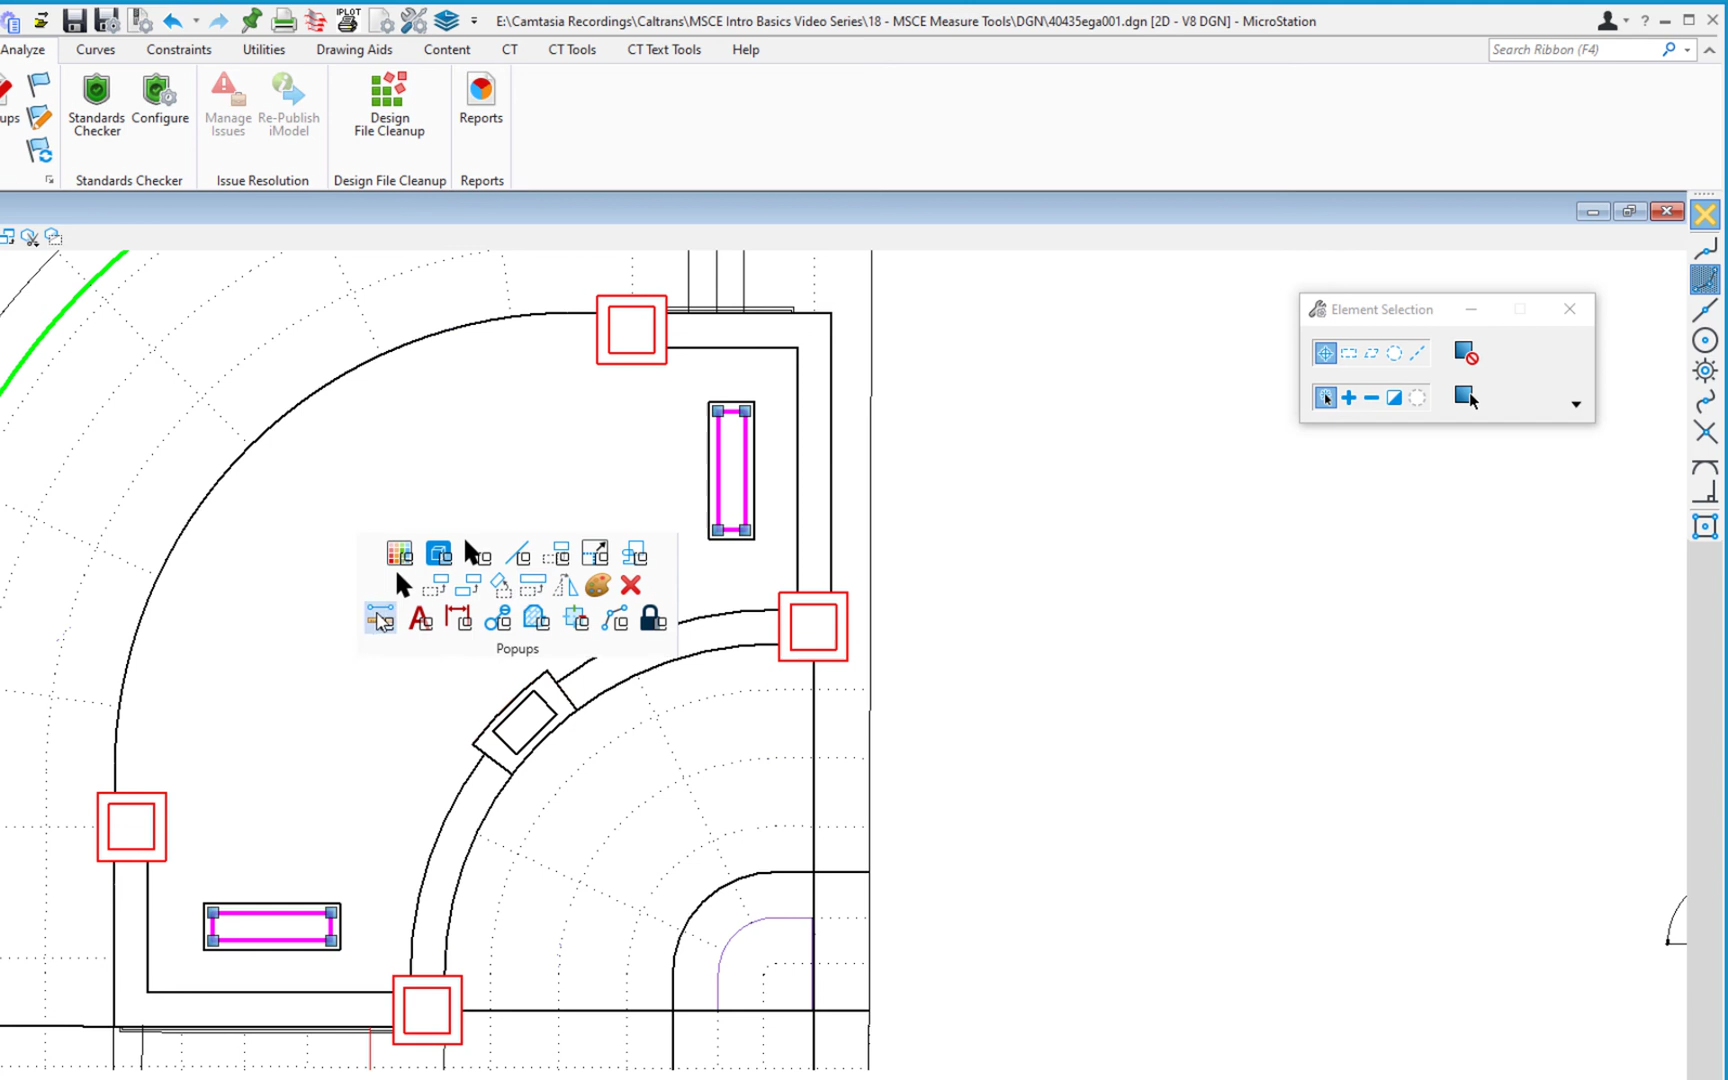 IPLOT
E:\Camtasia Recordings\Caltrans\MSCE Intro Basics Video Series\18 - MSCE Measure Tools\DGN\40435ega001.dgn [2D - V8 DGN] - MicroStation
Analyze Curves Constraints Utilities Drawing Aids Content CT CT Tools CT Text Tools Help
Search Ribbon (F4)
ups
Standards Checker
Configure
Manage Issues
Re-Publish iModel
Design File Cleanup
Reports
Standards Checker Issue Resolution Design File Cleanup Reports
Element Selection
Popups